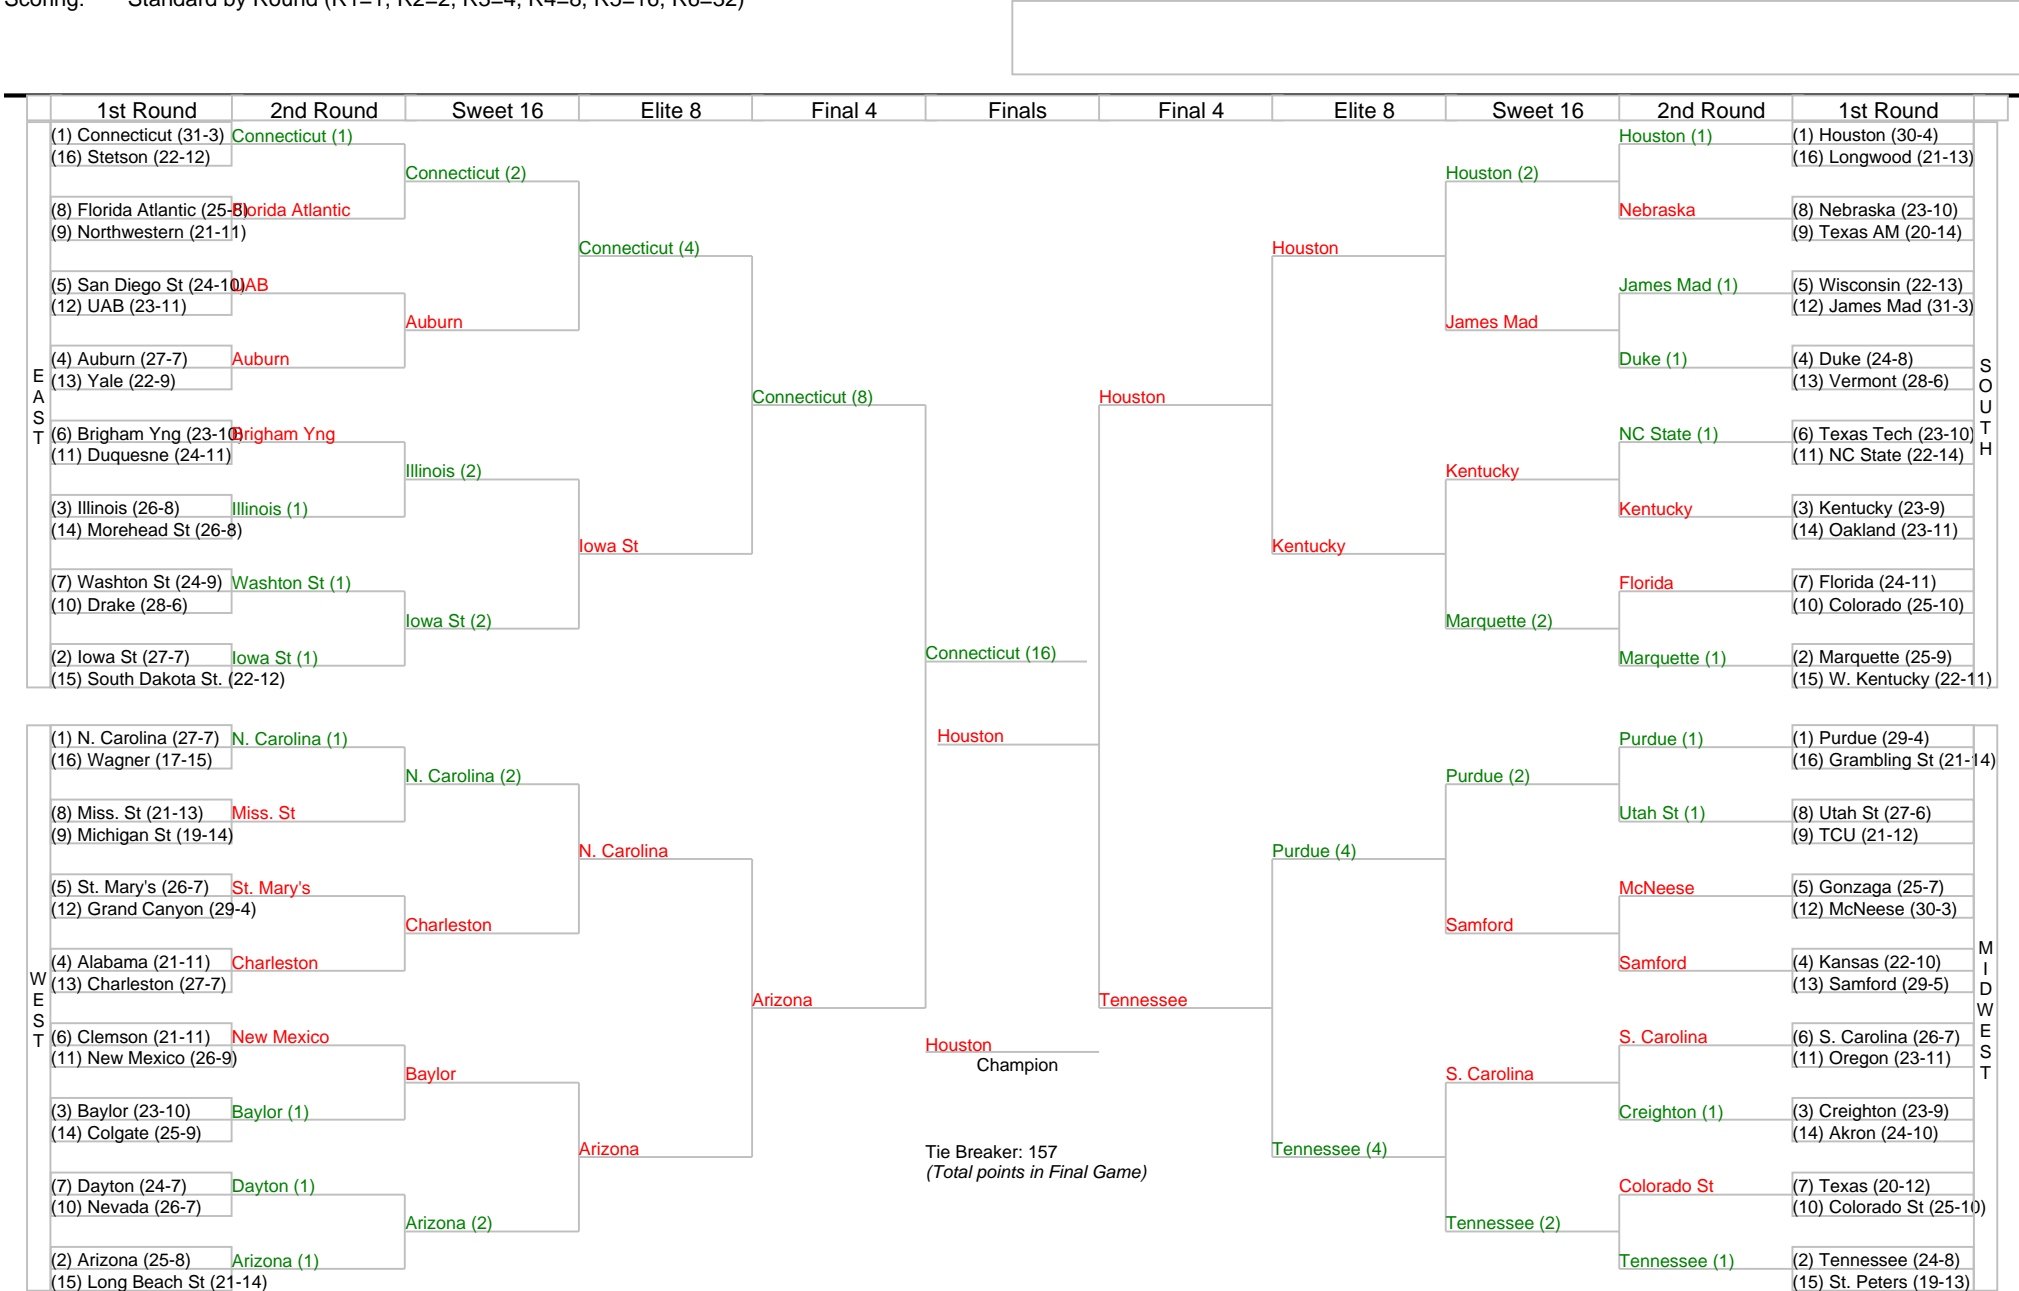 Scoring: Standard by Round (R1=1, R2=2, R3=4, R4=8, R5=16, R6=32)
1st Round 2nd Round Sweet 16 Elite 8 Final 4 Finals Final 4 Elite 8 Sweet 16 2nd Round 1st Round
EAST
(1) Connecticut (31-3)
(16) Stetson (22-12)
(8) Florida Atlantic (25-8)
(9) Northwestern (21-11)
(5) San Diego St (24-10)
(12) UAB (23-11)
(4) Auburn (27-7)
(13) Yale (22-9)
(6) Brigham Yng (23-10)
(11) Duquesne (24-11)
(3) Illinois (26-8)
(14) Morehead St (26-8)
(7) Washton St (24-9)
(10) Drake (28-6)
(2) Iowa St (27-7)
(15) South Dakota St. (22-12)
Connecticut (1)
Florida Atlantic
UAB
Auburn
Brigham Yng
Illinois (1)
Washton St (1)
Iowa St (1)
Connecticut (2)
Auburn
Illinois (2)
Iowa St (2)
Connecticut (4)
Iowa St
Connecticut (8)
WEST
(1) N. Carolina (27-7)
(16) Wagner (17-15)
(8) Miss. St (21-13)
(9) Michigan St (19-14)
(5) St. Mary's (26-7)
(12) Grand Canyon (29-4)
(4) Alabama (21-11)
(13) Charleston (27-7)
(6) Clemson (21-11)
(11) New Mexico (26-9)
(3) Baylor (23-10)
(14) Colgate (25-9)
(7) Dayton (24-7)
(10) Nevada (26-7)
(2) Arizona (25-8)
(15) Long Beach St (21-14)
N. Carolina (1)
Miss. St
St. Mary's
Charleston
New Mexico
Baylor (1)
Dayton (1)
Arizona (1)
N. Carolina (2)
Charleston
Baylor
Arizona (2)
N. Carolina
Arizona
Arizona
Connecticut (16)
Houston
Houston
Champion
Tie Breaker: 157
(Total points in Final Game)
Houston
Houston
Kentucky
Houston (2)
James Mad
Kentucky
Marquette (2)
Houston (1)
Nebraska
James Mad (1)
Duke (1)
NC State (1)
Kentucky
Florida
Marquette (1)
(1) Houston (30-4)
(16) Longwood (21-13)
(8) Nebraska (23-10)
(9) Texas AM (20-14)
(5) Wisconsin (22-13)
(12) James Mad (31-3)
(4) Duke (24-8)
(13) Vermont (28-6)
(6) Texas Tech (23-10)
(11) NC State (22-14)
(3) Kentucky (23-9)
(14) Oakland (23-11)
(7) Florida (24-11)
(10) Colorado (25-10)
(2) Marquette (25-9)
(15) W. Kentucky (22-11)
SOUTH
Tennessee
Purdue (4)
Tennessee (4)
Purdue (2)
Samford
S. Carolina
Tennessee (2)
Purdue (1)
Utah St (1)
McNeese
Samford
S. Carolina
Creighton (1)
Colorado St
Tennessee (1)
(1) Purdue (29-4)
(16) Grambling St (21-14)
(8) Utah St (27-6)
(9) TCU (21-12)
(5) Gonzaga (25-7)
(12) McNeese (30-3)
(4) Kansas (22-10)
(13) Samford (29-5)
(6) S. Carolina (26-7)
(11) Oregon (23-11)
(3) Creighton (23-9)
(14) Akron (24-10)
(7) Texas (20-12)
(10) Colorado St (25-10)
(2) Tennessee (24-8)
(15) St. Peters (19-13)
MIDWEST